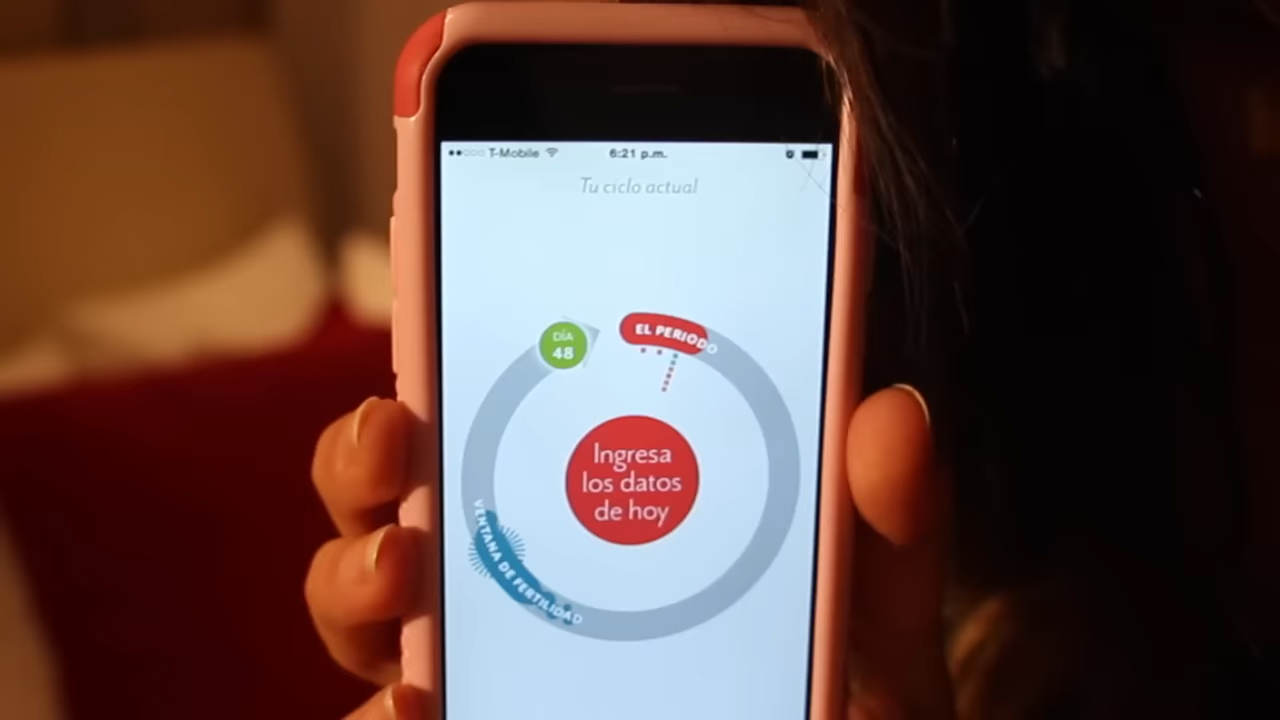 T-Mobile 6:21 p.m.
Tu ciclo actual
DÍA
48
EL PERIODO
Ingresa
los datos
de hoy
VENTANA DE FERTILIDAD